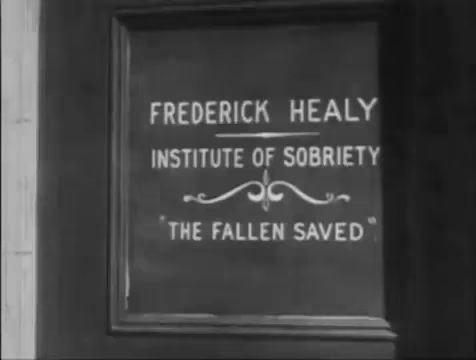 FREDERICK HEALY
INSTITUTE OF SOBRIETY
"THE FALLEN SAVED"